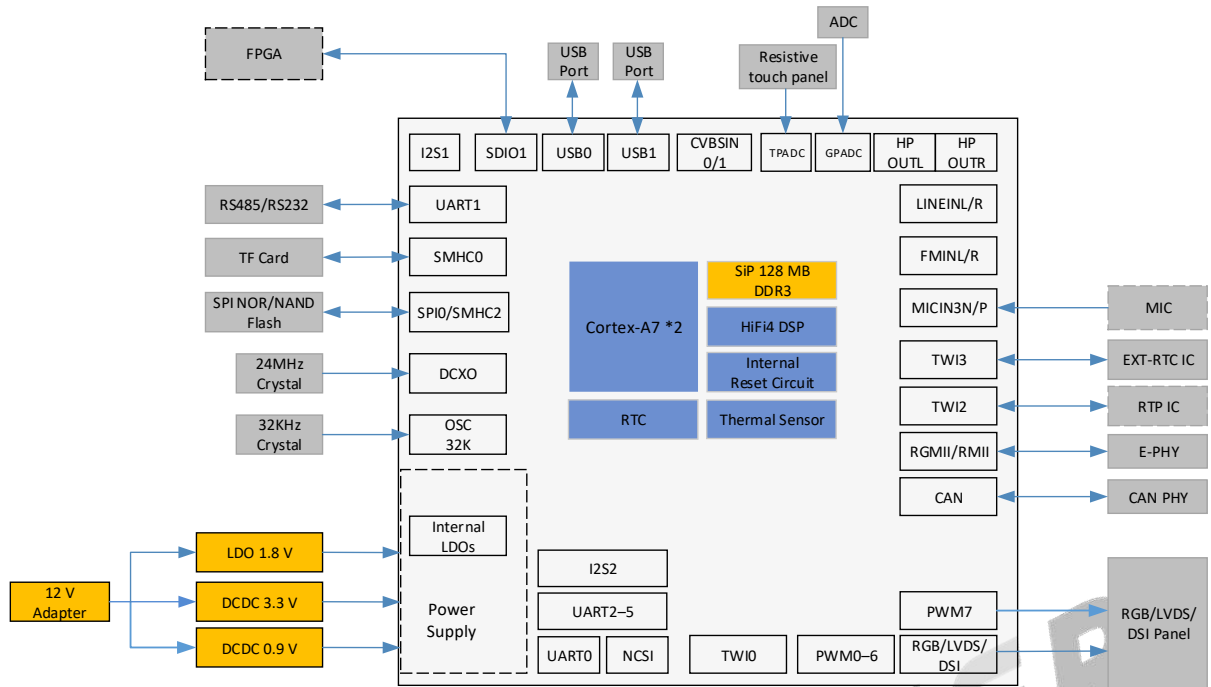 ADC
FPGA
USB
Port
USB
Port
Resistive
touch panel
I2S1
SDIO1
USB0
USB1
CVBSIN
0/1
TPADC
GPADC
HP
OUTL
HP
OUTR
RS485/RS232
UART1
LINEINL/R
TF Card
SMHC0
FMINL/R
SPI NOR/NAND
Flash
SPI0/SMHC2
Cortex-A7 *2
SiP 128 MB
DDR3
HiFi4 DSP
Internal
Reset Circuit
RTC
Thermal Sensor
MICIN3N/P
MIC
24MHz
Crystal
DCXO
TWI3
EXT-RTC IC
32KHz
Crystal
OSC
32K
TWI2
RTP IC
RGMII/RMII
E-PHY
CAN
CAN PHY
Internal
LDOs
LDO 1.8 V
12 V
Adapter
DCDC 3.3 V
DCDC 0.9 V
Power
Supply
I2S2
UART2–5
UART0
NCSI
TWI0
PWM0–6
PWM7
RGB/LVDS/
DSI
RGB/LVDS/
DSI Panel